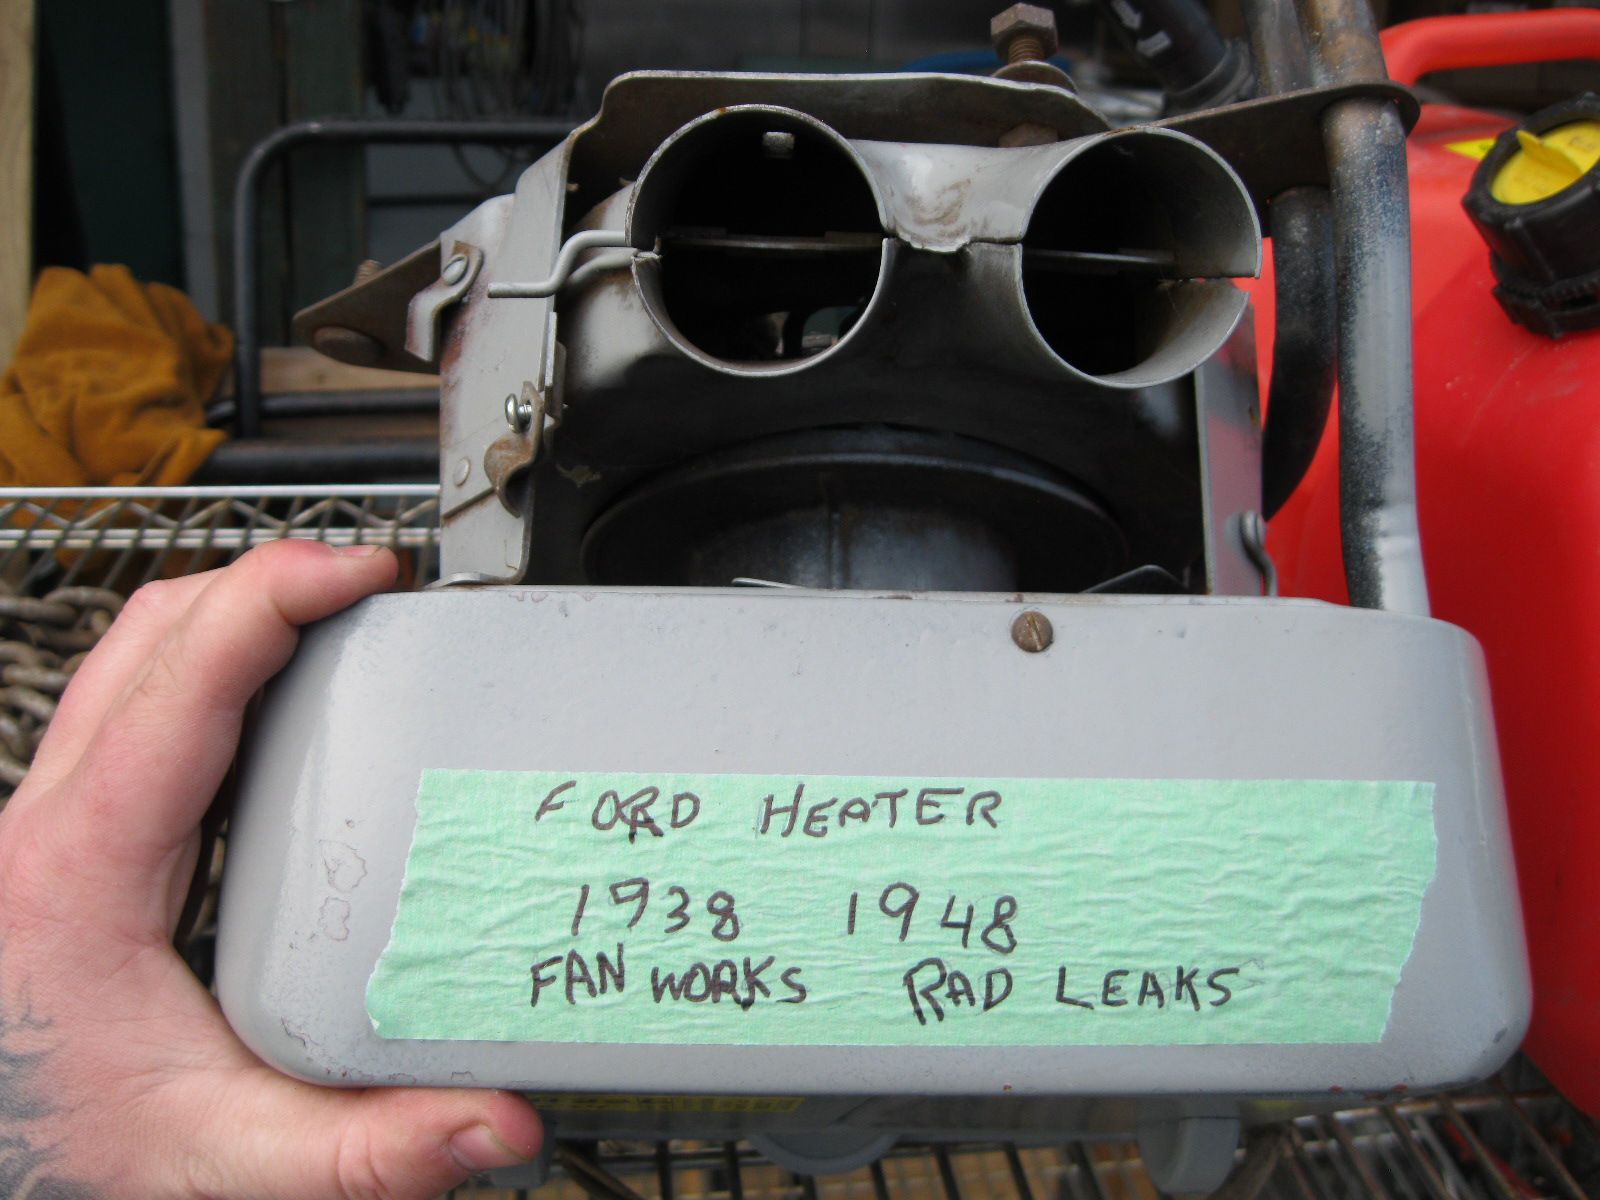 FORD HEATER
1938 1948
FAN WORKS RAD LEAKS